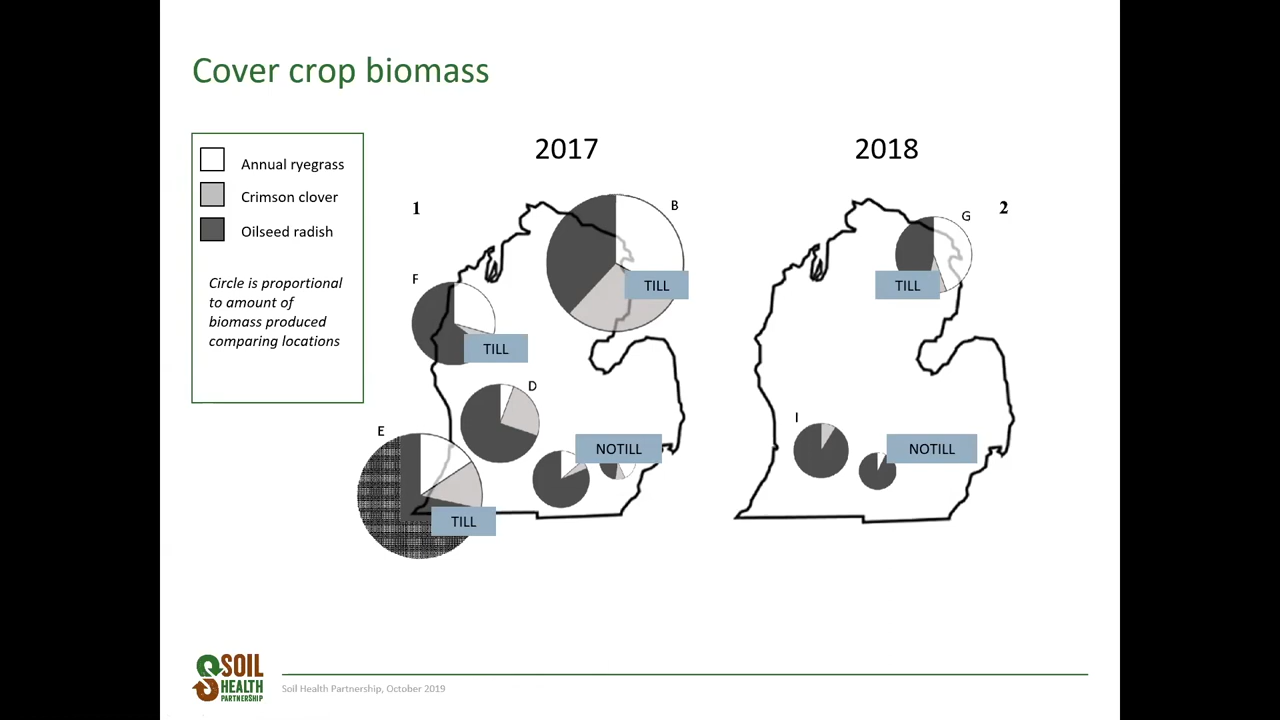 Cover crop biomass
Annual ryegrass
Crimson clover
Oilseed radish
Circle is proportional
to amount of
biomass produced
comparing locations
2017
2018
1
B
TILL
F
TILL
D
NOTILL
E
TILL
G
2
TILL
I
NOTILL
SOIL
HEALTH
PARTNERSHIP
Soil Health Partnership, October 2019